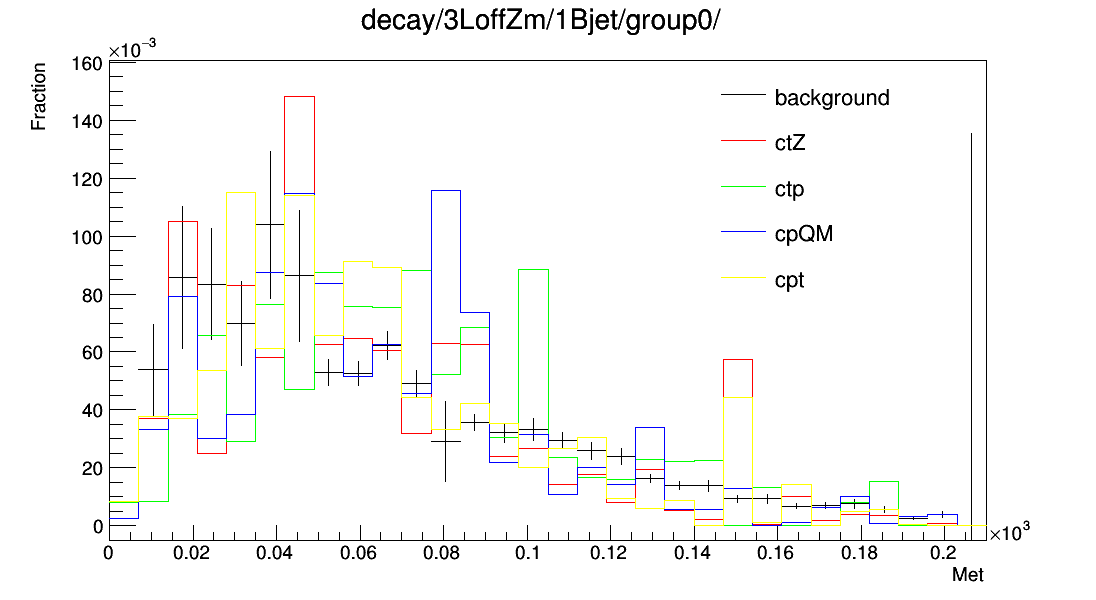 decay/3LoffZm/1Bjet/group0/
×10⁻³
Fraction
160
140
120
100
80
60
40
20
0
background
ctZ
ctp
cpQM
cpt
0 0.02 0.04 0.06 0.08 0.1 0.12 0.14 0.16 0.18 0.2
×10³
Met